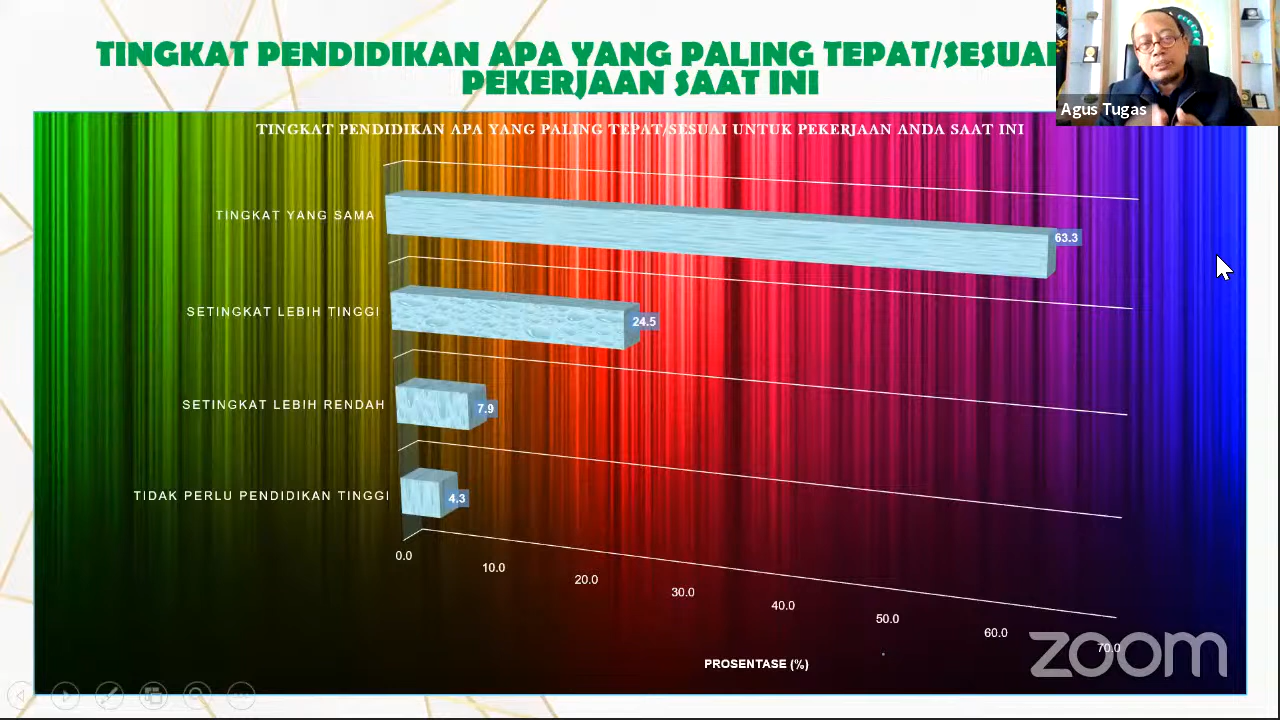 TINGKAT PENDIDIKAN APA YANG PALING TEPAT/SESUAI
PEKERJAAN SAAT INI
Agus Tugas
TINGKAT PENDIDIKAN APA YANG PALING TEPAT/SESUAI UNTUK PEKERJAAN ANDA SAAT INI
TINGKAT YANG SAMA
63.3
SETINGKAT LEBIH TINGGI
24.5
SETINGKAT LEBIH RENDAH
7.9
TIDAK PERLU PENDIDIKAN TINGGI
4.3
0.0
10.0
20.0
30.0
40.0
50.0
60.0
70.0
PROSENTASE (%)
zoom